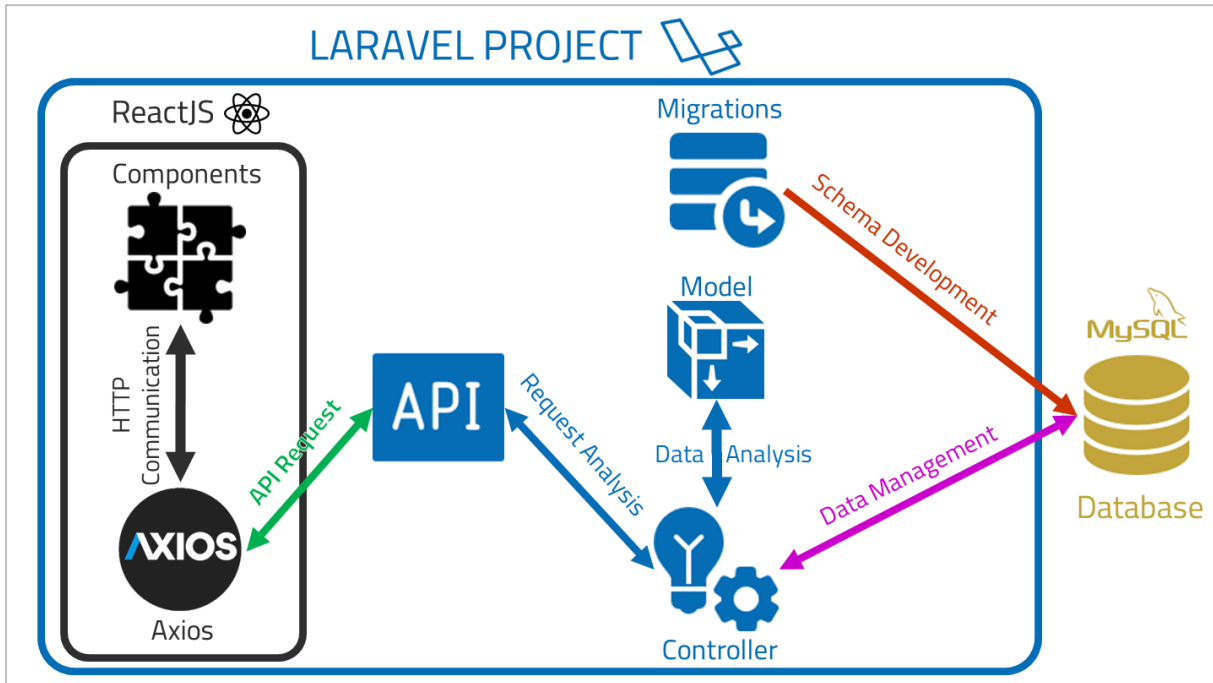 LARAVEL PROJECT
ReactJS
Components
HTTP
Communication
AXIOS
Axios
API Request
API
Request Analysis
Migrations
Schema Development
Model
Data Analysis
Controller
Data Management
MySQL
Database